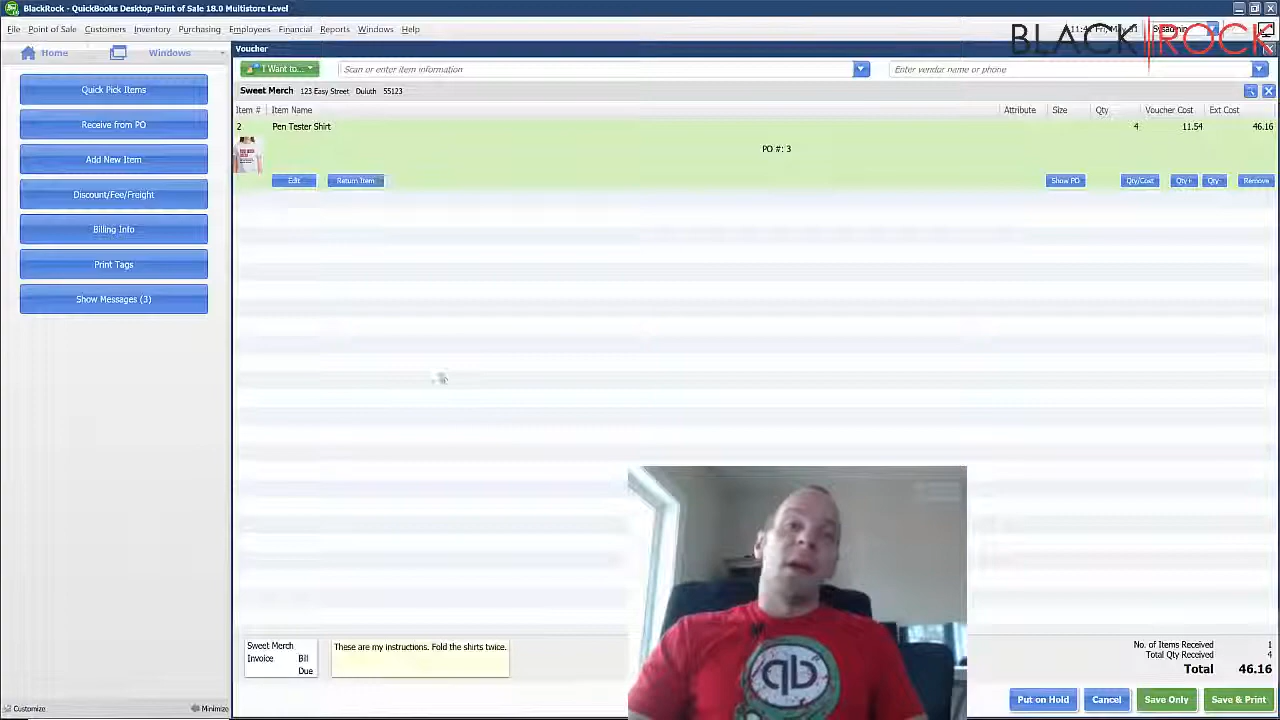 BlackRock - QuickBooks Desktop Point of Sale 18.0 Multistore Level
File Point of Sale Customers Inventory Purchasing Employees Financial Reports Windows Help
BLACK ROCK
Home Windows
Voucher
I Want to... Scan or enter item information Enter vendor name or phone
Sweet Merch 123 Easy Street Duluth 55123
Item # Item Name Attribute Size Qty Voucher Cost Ext Cost
2 Pen Tester Shirt 4 11.54 46.16
PO #: 3
Edit Return Item Show PO Qty/Cost Qty+ Qty- Remove
Quick Pick Items
Receive from PO
Add New Item
Discount/Fee/Freight
Billing Info
Print Tags
Show Messages (3)
qb
Sweet Merch
Invoice Bill
Due
These are my instructions. Fold the shirts twice.
No. of Items Received 1
Total Qty Received 4
Total 46.16
Put on Hold Cancel Save Only Save & Print
Customize Minimize